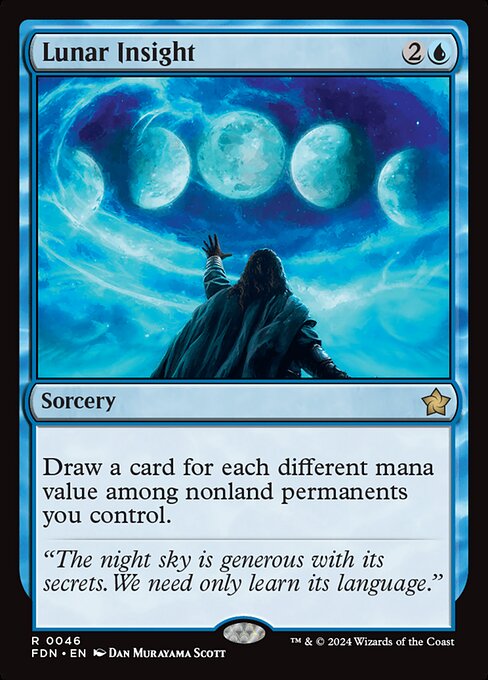 Lunar Insight 2
Sorcery
Draw a card for each different mana
value among nonland permanents
you control.
“The night sky is generous with its
secrets. We need only learn its language.”
R 0046
FDN • EN Dan Murayama Scott
™ & © 2024 Wizards of the Coast